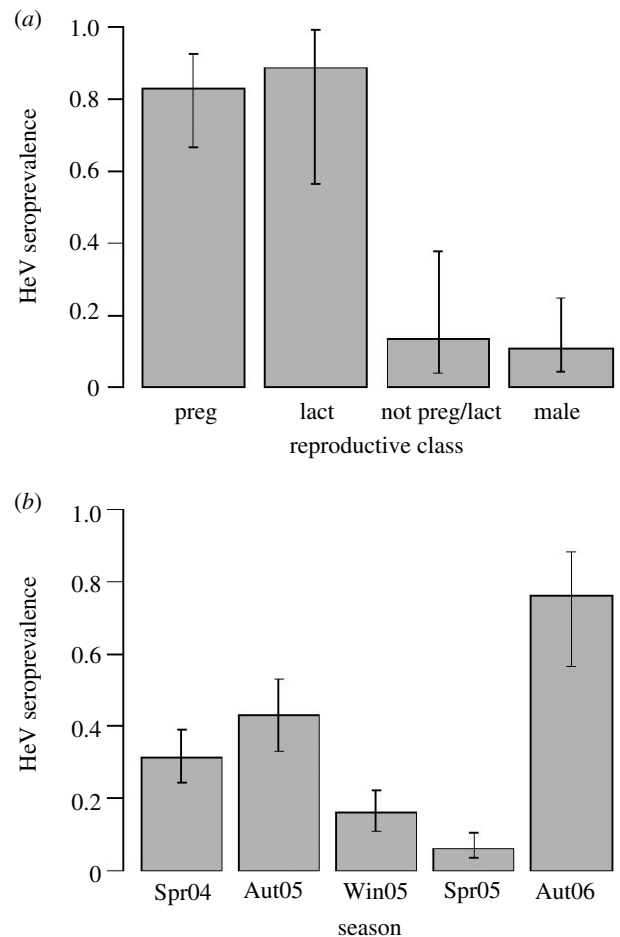 (a)
1.0
0.8
0.6
0.4
0.2
0
HeV seroprevalence
preg lact not preg/lact male
reproductive class
(b)
1.0
0.8
0.6
0.4
0.2
0
HeV seroprevalence
Spr04 Aut05 Win05 Spr05 Aut06
season